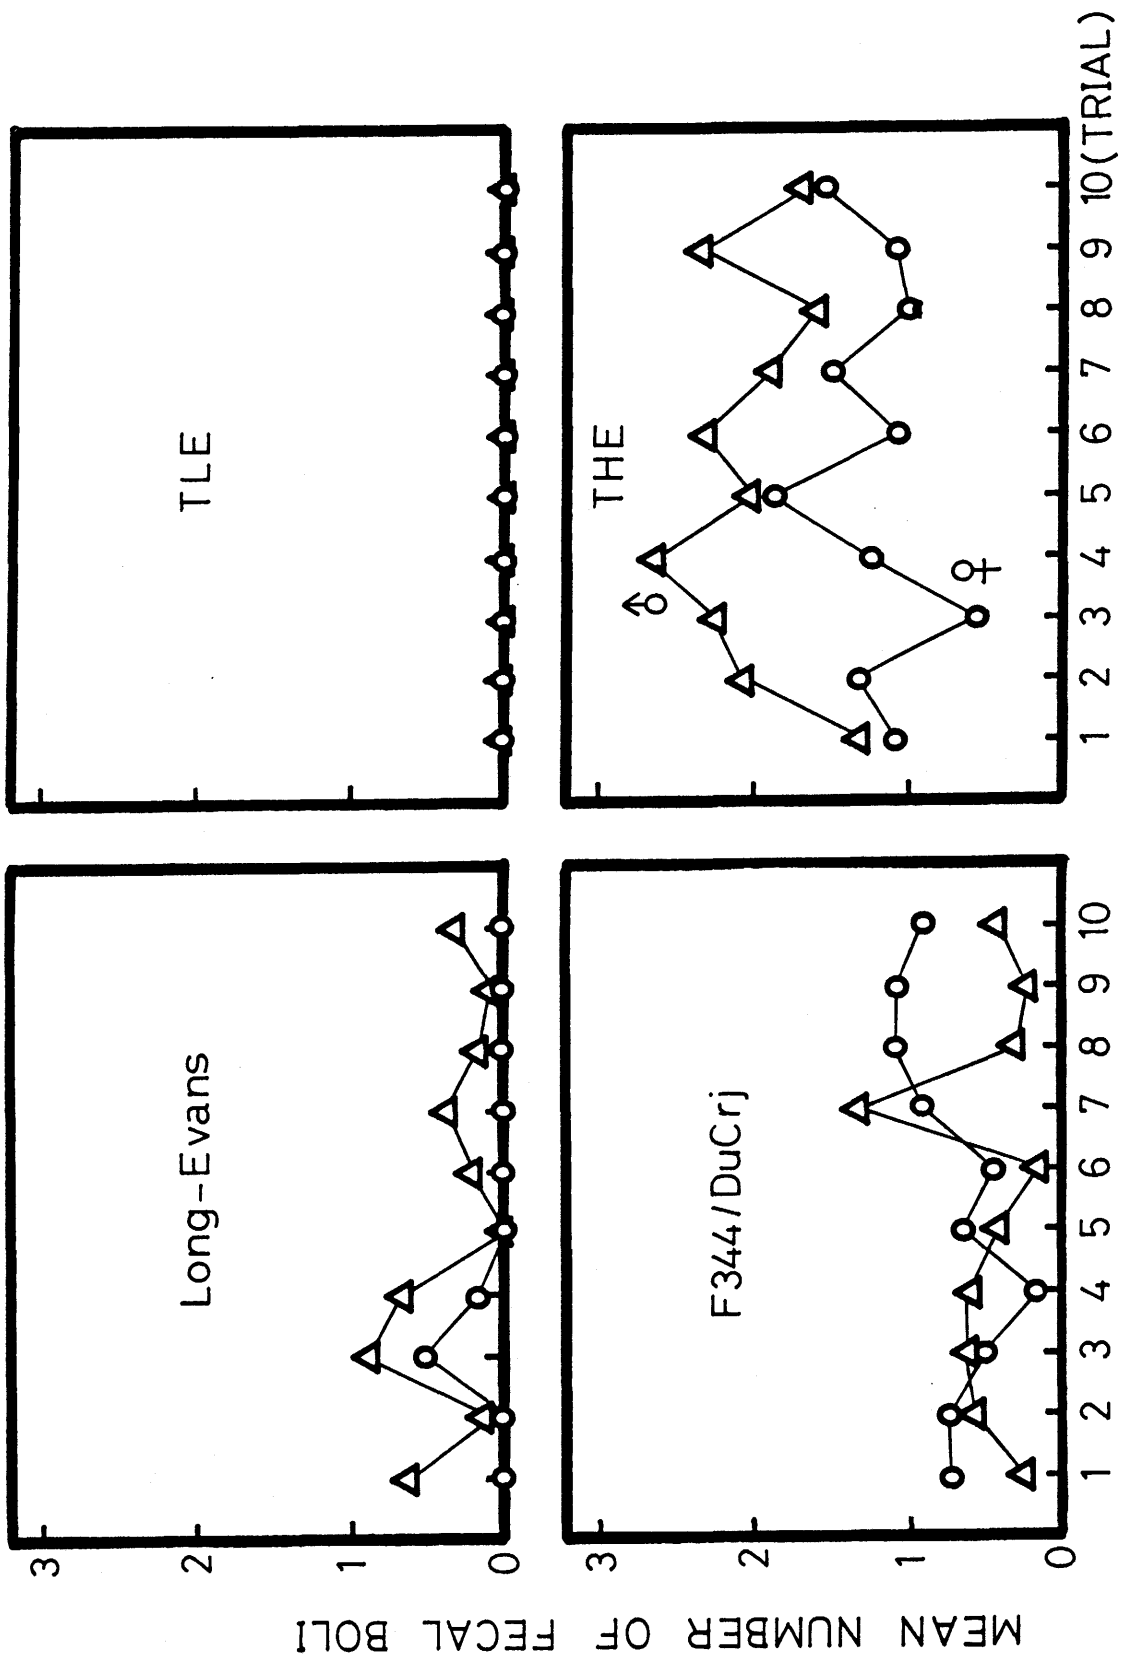 MEAN NUMBER OF FECAL BOLI
3
2
1
0
Long-Evans
TLE
3
2
1
0
F344/DuCrj
1 2 3 4 5 6 7 8 9 10
THE
♂
♀
1 2 3 4 5 6 7 8 9 10 (TRIAL)